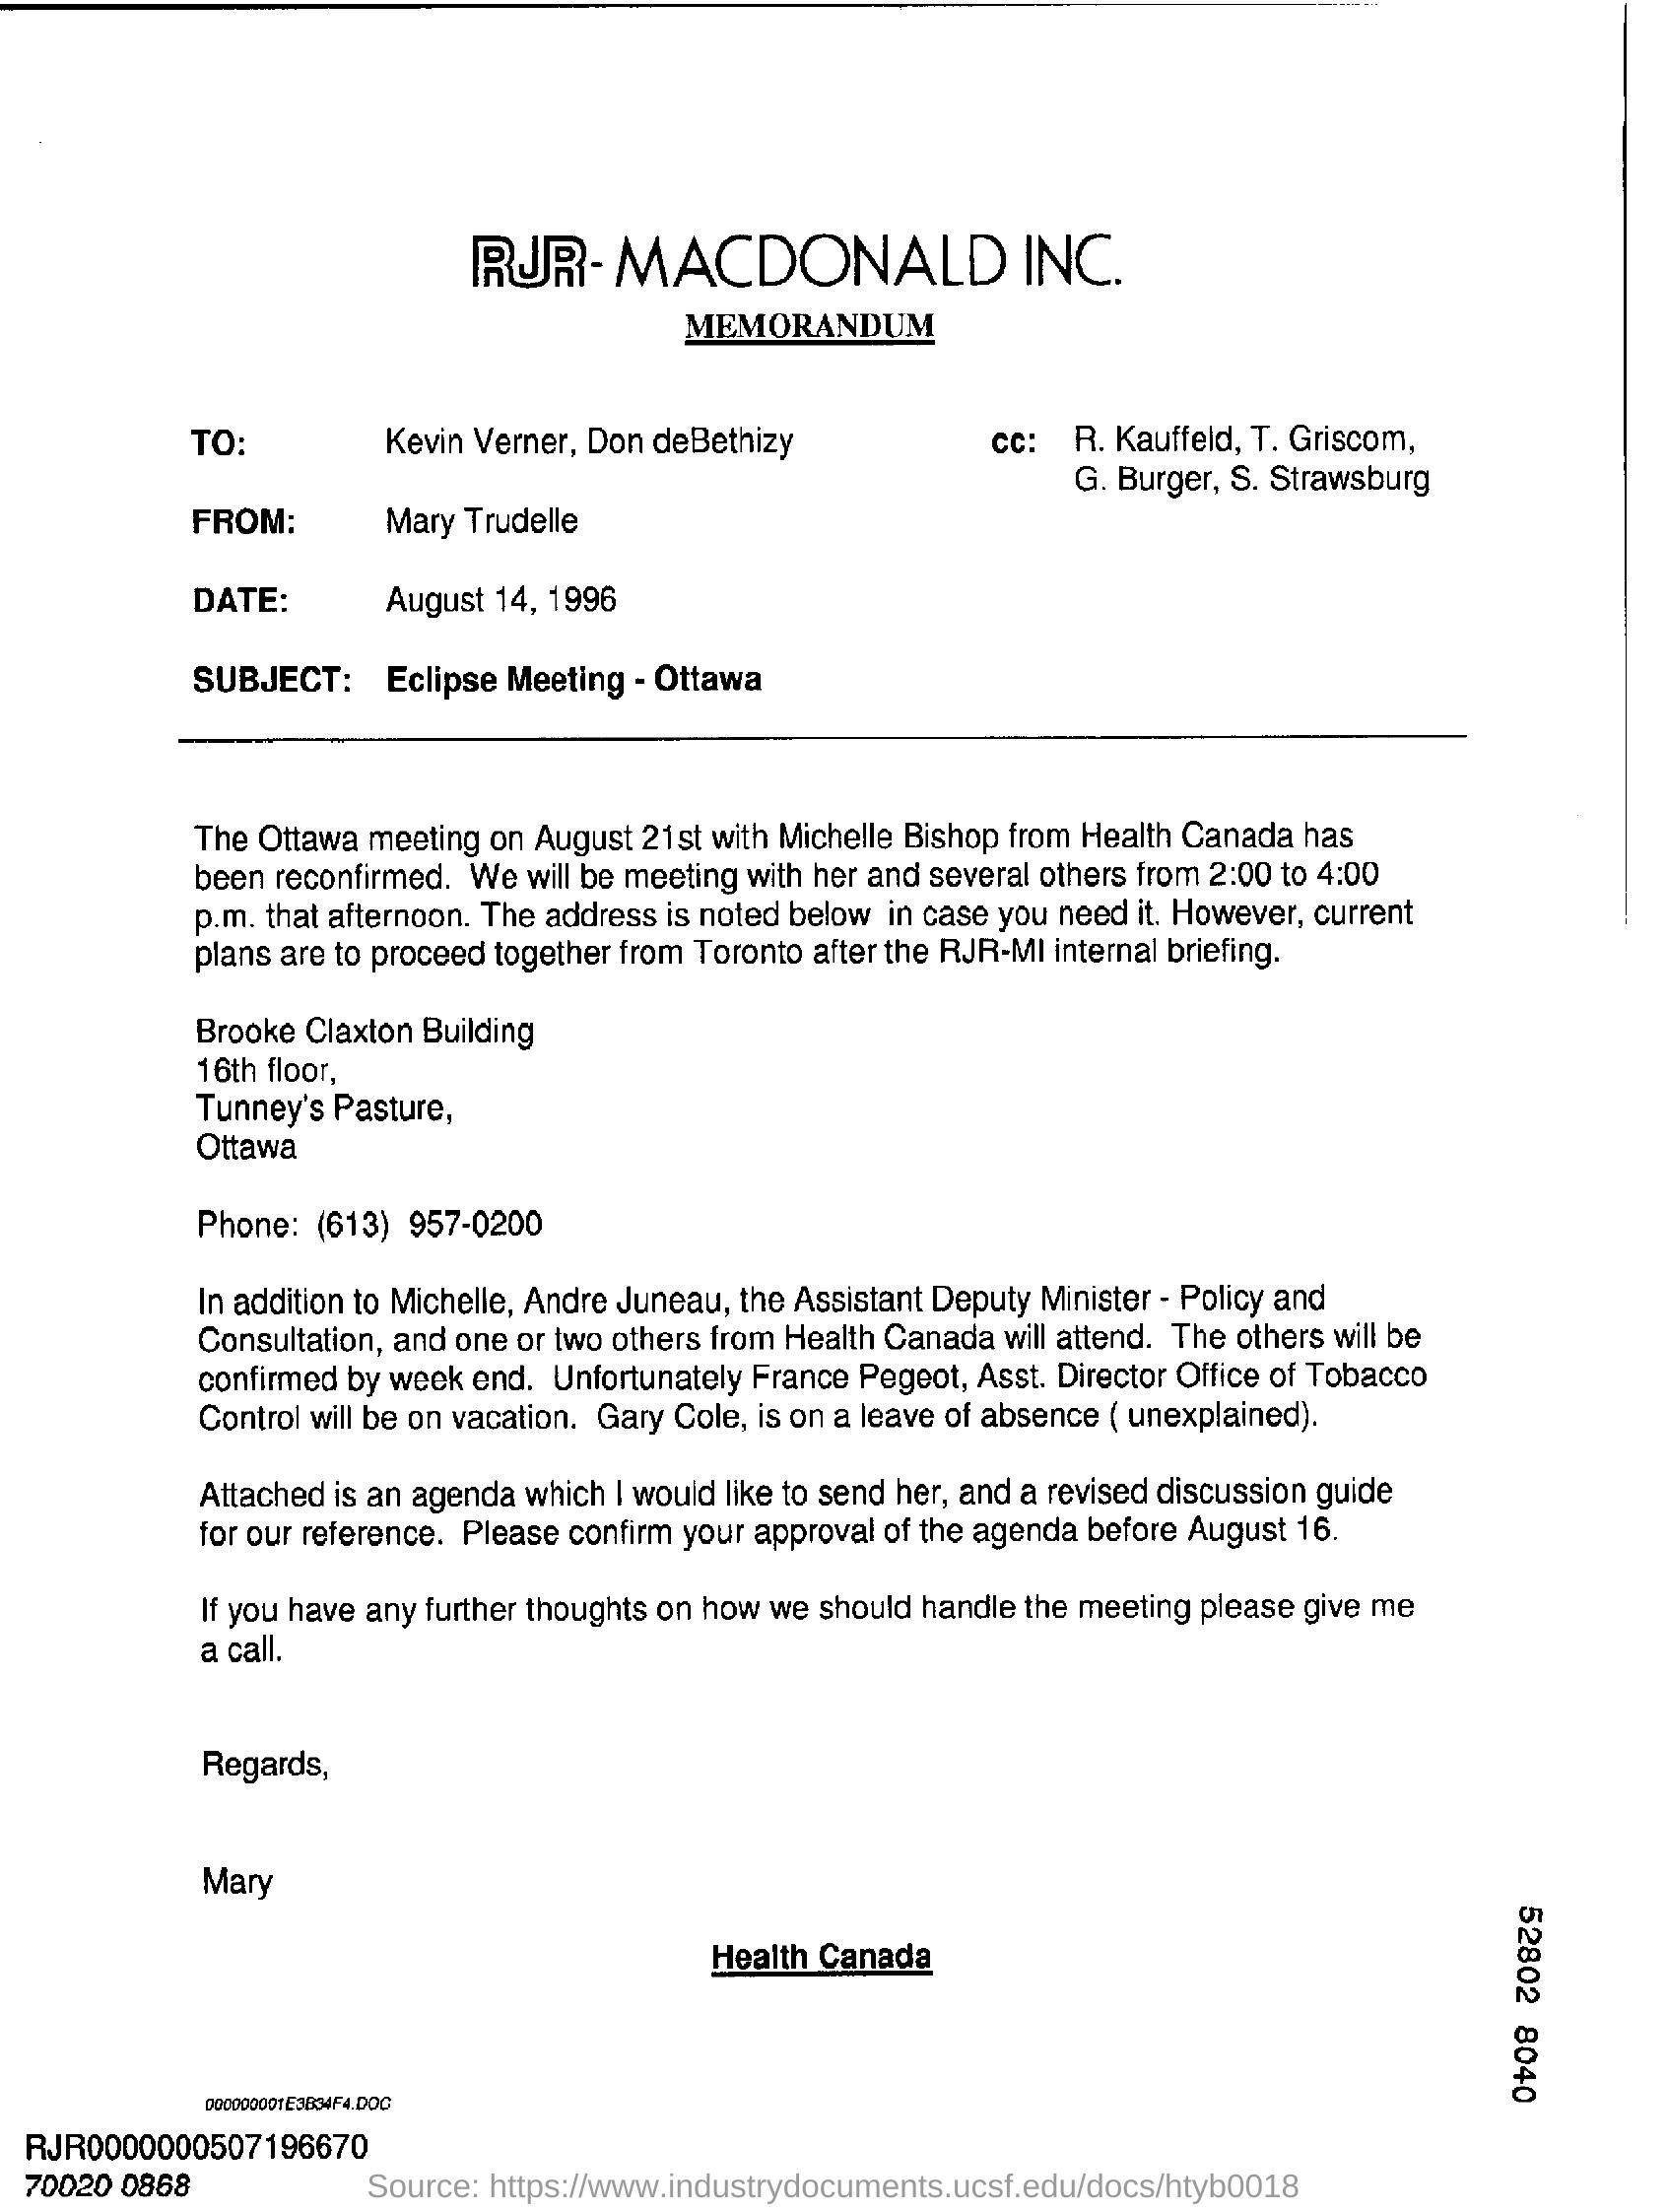 RJR- MACDONALD INC.
MEMORANDUM
TO: Kevin Verner, Don deBethizy cc: R. Kauffeld, T. Griscom,
G. Burger, S. Strawsburg
FROM: Mary Trudelle
DATE: August 14, 1996
SUBJECT: Eclipse Meeting - Ottawa
The Ottawa meeting on August 21st with Michelle Bishop from Health Canada has
been reconfirmed. We will be meeting with her and several others from 2:00 to 4:00
p.m. that afternoon. The address is noted below in case you need it. However, current
plans are to proceed together from Toronto after the RJR-MI internal briefing.
Brooke Claxton Building
16th floor,
Tunney's Pasture,
Ottawa
Phone: (613) 957-0200
In addition to Michelle, Andre Juneau, the Assistant Deputy Minister - Policy and
Consultation, and one or two others from Health Canada will attend. The others will be
confirmed by week end. Unfortunately France Pegeot, Asst. Director Office of Tobacco
Control will be on vacation. Gary Cole, is on a leave of absence ( unexplained).
Attached is an agenda which I would like to send her, and a revised discussion guide
for our reference. Please confirm your approval of the agenda before August 16.
If you have any further thoughts on how we should handle the meeting please give me
a call.
Regards,
Mary
Health Canada
52802 8040
000000001E3B34F4.DOC
RJR0000000507196670
70020 0868
Source: https://www.industrydocuments.ucsf.edu/docs/htyb0018